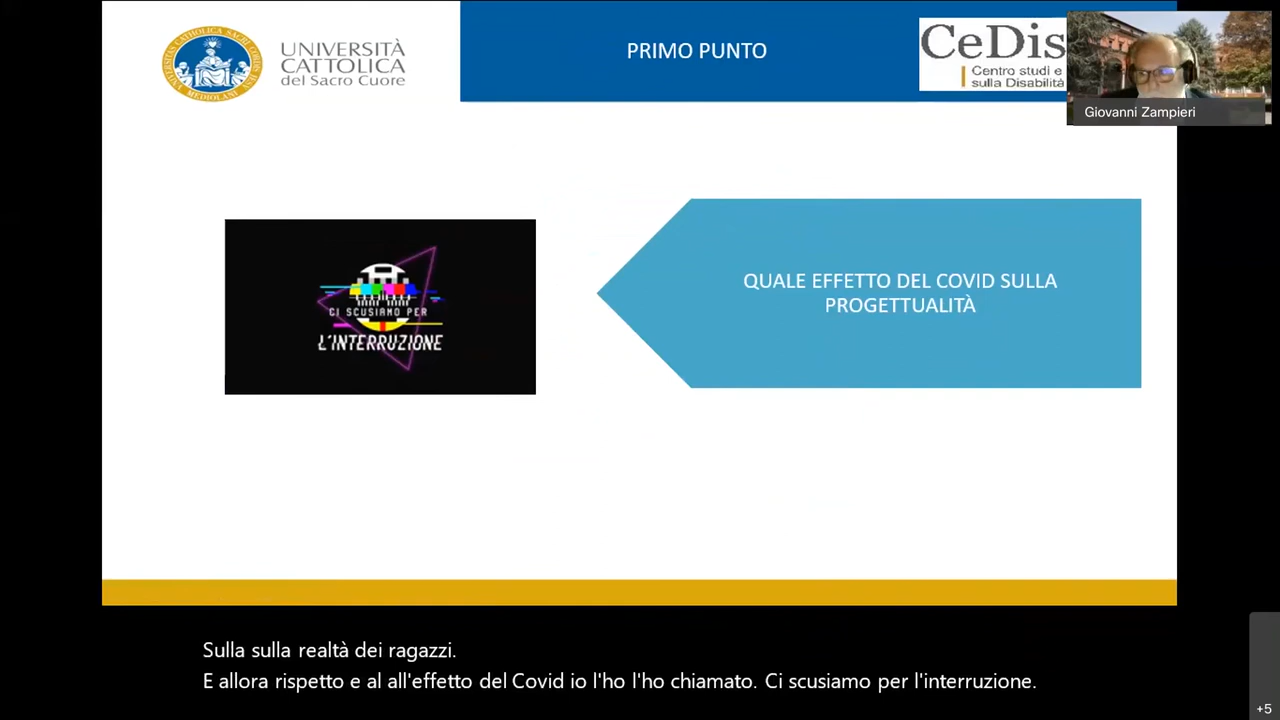 UNIVERSITÀ
CATTOLICA
del Sacro Cuore
PRIMO PUNTO
CeDis
Centro studi e
sulla Disabilità
Giovanni Zampieri
CI SCUSIAMO PER
L'INTERRUZIONE
QUALE EFFETTO DEL COVID SULLA
PROGETTUALITÀ
Sulla sulla realtà dei ragazzi.
E allora rispetto e al all'effetto del Covid io l'ho l'ho chiamato. Ci scusiamo per l'interruzione.
+5